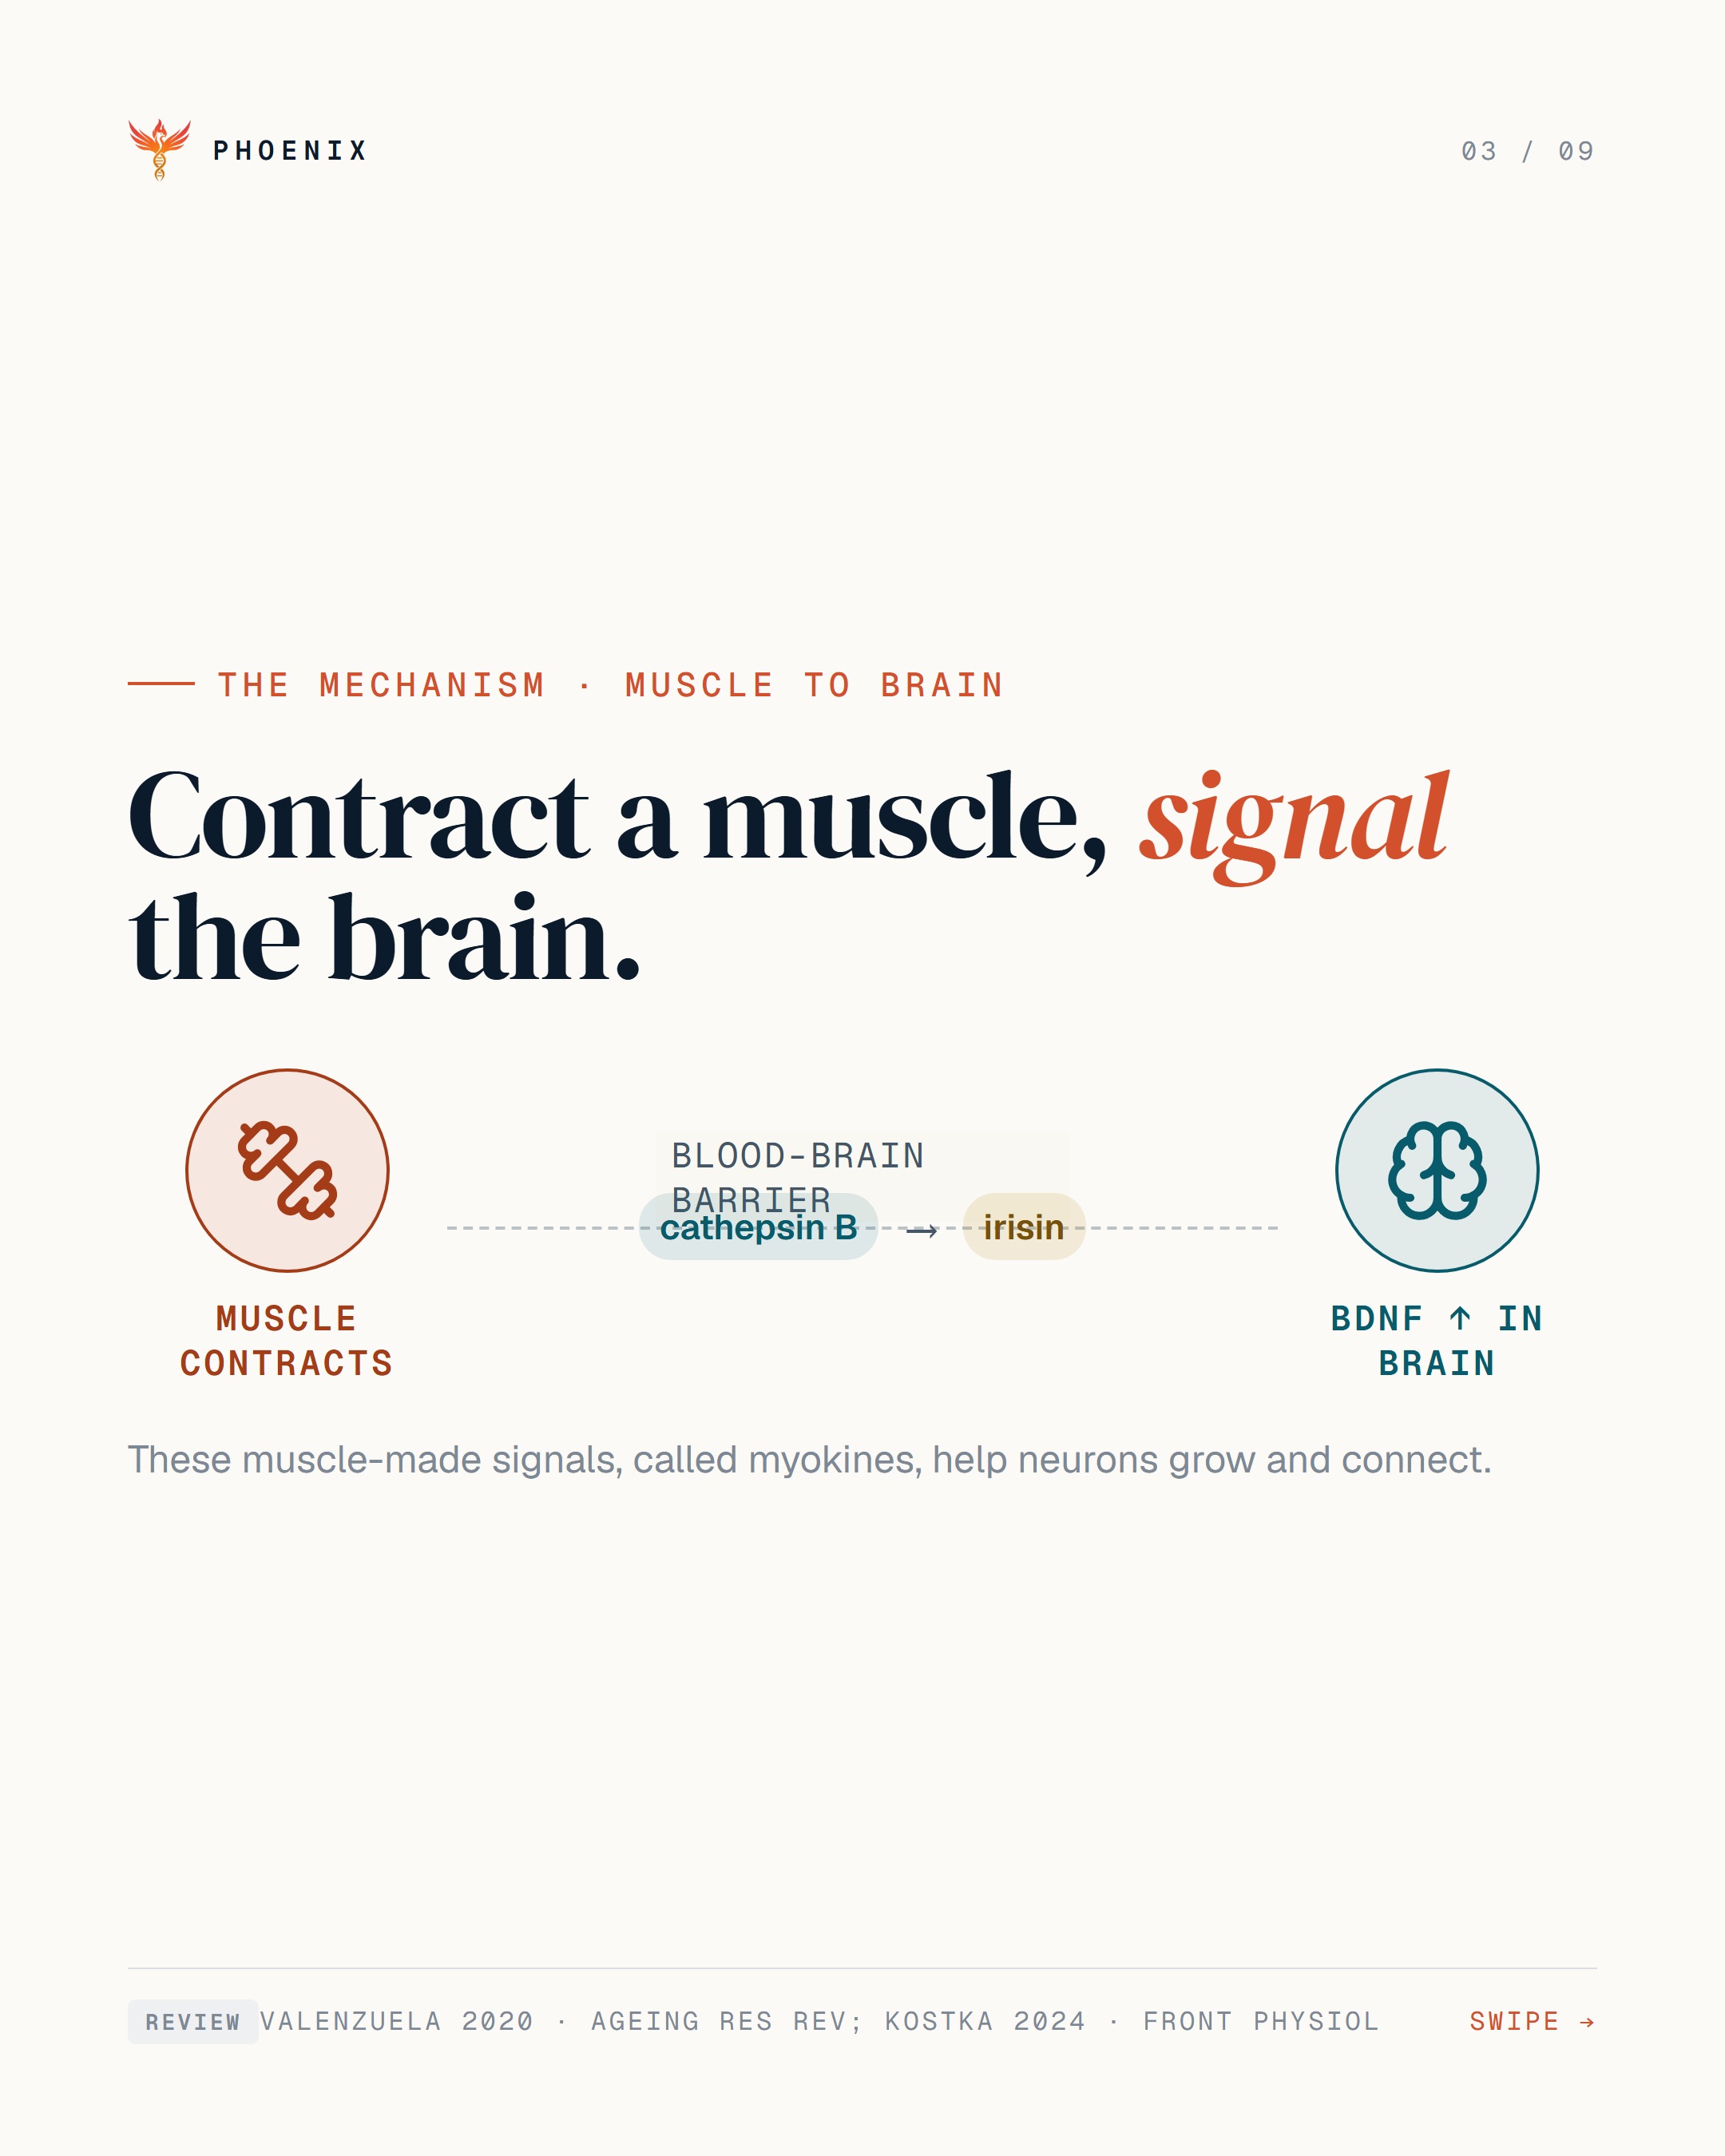 PHOENIX
03 / 09
THE MECHANISM · MUSCLE TO BRAIN
Contract a muscle, signal
the brain.
BLOOD-BRAIN
BARRIER
cathepsin B → irisin
MUSCLE
CONTRACTS
BDNF ↑ IN
BRAIN
These muscle-made signals, called myokines, help neurons grow and connect.
REVIEW VALENZUELA 2020 · AGEING RES REV; KOSTKA 2024 · FRONT PHYSIOL
SWIPE →